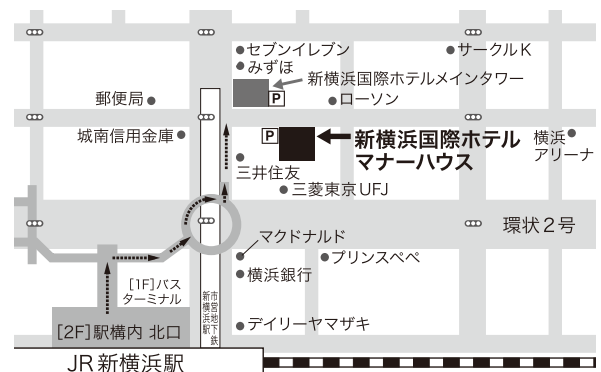 セブンイレブン
サークルK
みずほ
新横浜国際ホテルメインタワー
郵便局
P
ローソン
城南信用金庫
P
新横浜国際ホテル
マナーハウス
横浜
アリーナ
三井住友
三菱東京UFJ
環状2号
マクドナルド
プリンスペペ
横浜銀行
[1F]バス
ターミナル
市営地下鉄
新横浜駅
[2F]駅構内 北口
デイリーヤマザキ
JR新横浜駅